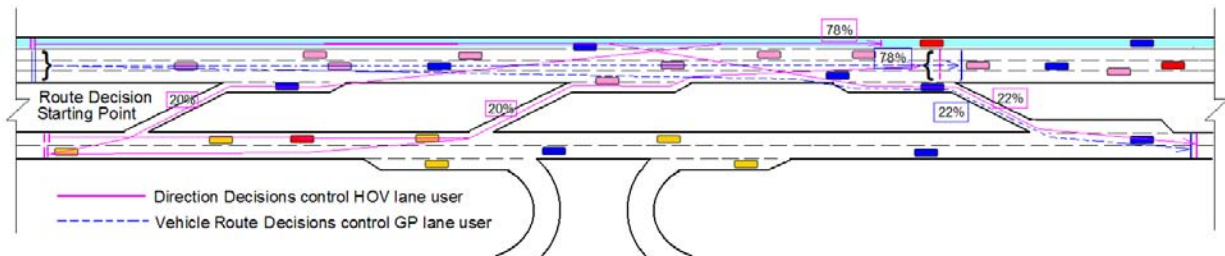 78%
78%
Route Decision
Starting Point
20%
20%
22%
22%
Direction Decisions control HOV lane user
Vehicle Route Decisions control GP lane user